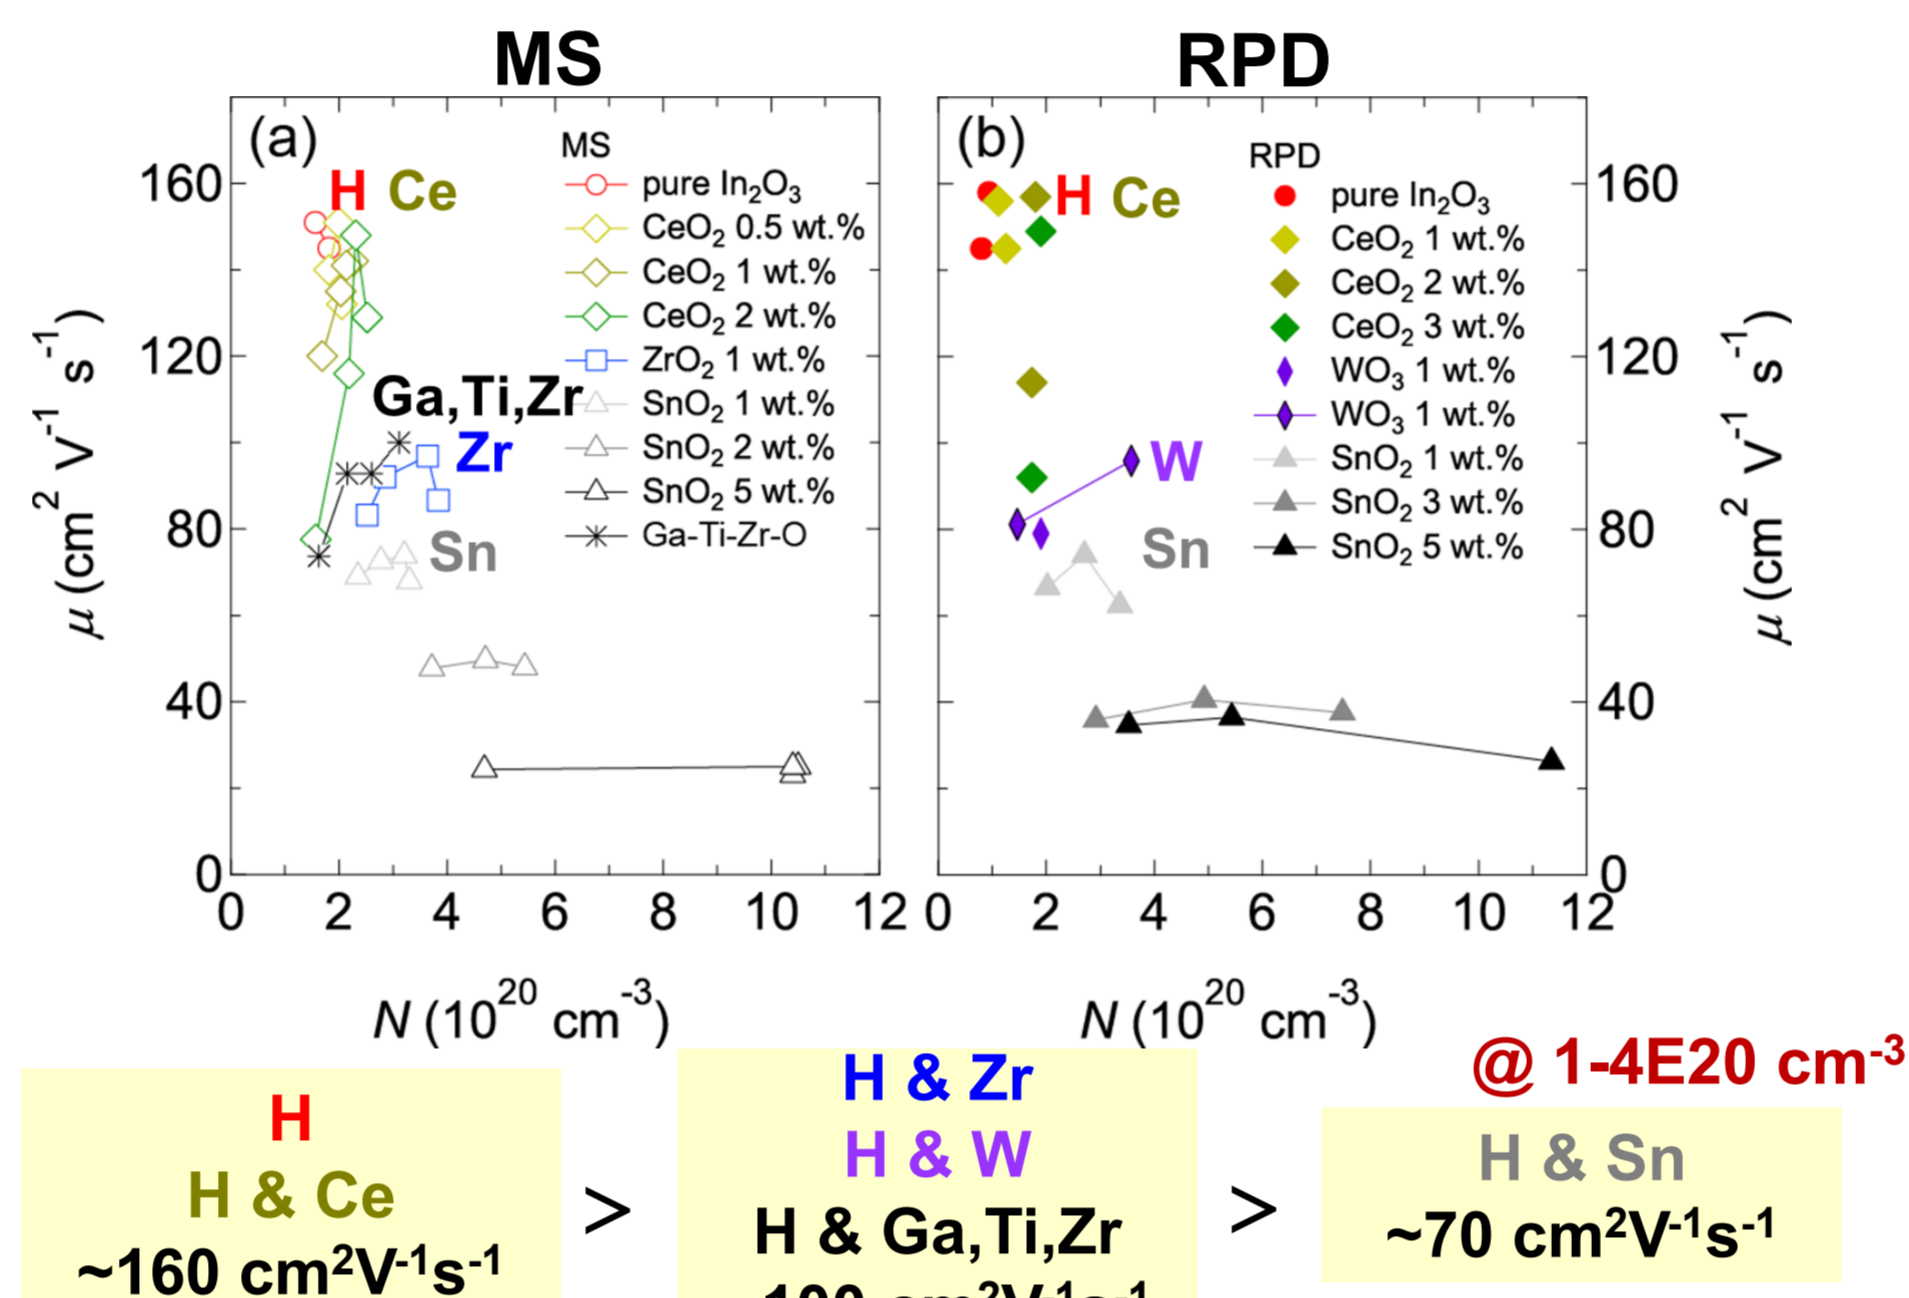 MS
RPD
(a)
MS
pure In₂O₃
CeO₂ 0.5 wt.%
CeO₂ 1 wt.%
CeO₂ 2 wt.%
ZrO₂ 1 wt.%
SnO₂ 1 wt.%
SnO₂ 2 wt.%
SnO₂ 5 wt.%
Ga-Ti-Zr-O
H Ce
Ga,Ti,Zr
Zr
Sn
160
120
80
40
0
μ (cm² V⁻¹ s⁻¹)
0 2 4 6 8 10 12
N (10²⁰ cm⁻³)
(b)
RPD
pure In₂O₃
CeO₂ 1 wt.%
CeO₂ 2 wt.%
CeO₂ 3 wt.%
WO₃ 1 wt.%
WO₃ 1 wt.%
SnO₂ 1 wt.%
SnO₂ 3 wt.%
SnO₂ 5 wt.%
H Ce
W
Sn
160
120
80
40
0
μ (cm² V⁻¹ s⁻¹)
0 2 4 6 8 10 12
N (10²⁰ cm⁻³)
@ 1-4E20 cm⁻³
H
H & Ce
~160 cm²V⁻¹s⁻¹
>
H & Zr
H & W
H & Ga,Ti,Zr
100 cm²V⁻¹s⁻¹
>
H & Sn
~70 cm²V⁻¹s⁻¹